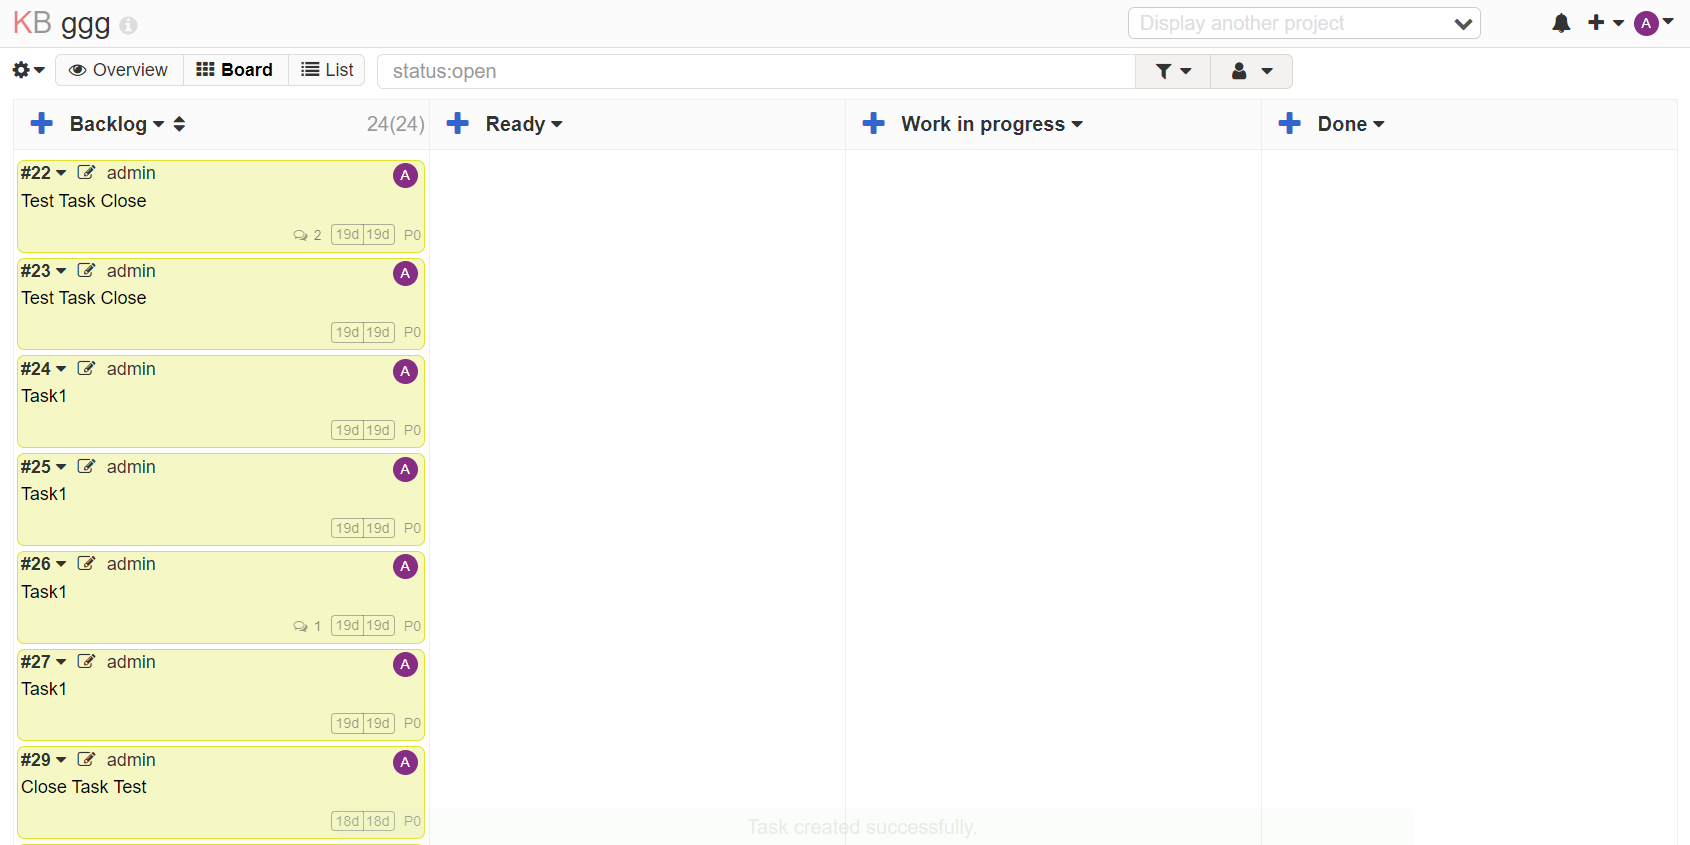 KB ggg
Display another project
A
Overview
Board
List
status:open
Backlog
24(24)
Ready
Work in progress
Done
#22 admin
A
Test Task Close
2 19d 19d P0
#23 admin
A
Test Task Close
19d 19d P0
#24 admin
A
Task1
19d 19d P0
#25 admin
A
Task1
19d 19d P0
#26 admin
A
Task1
1 19d 19d P0
#27 admin
A
Task1
19d 19d P0
#29 admin
A
Close Task Test
18d 18d P0
Task created successfully.